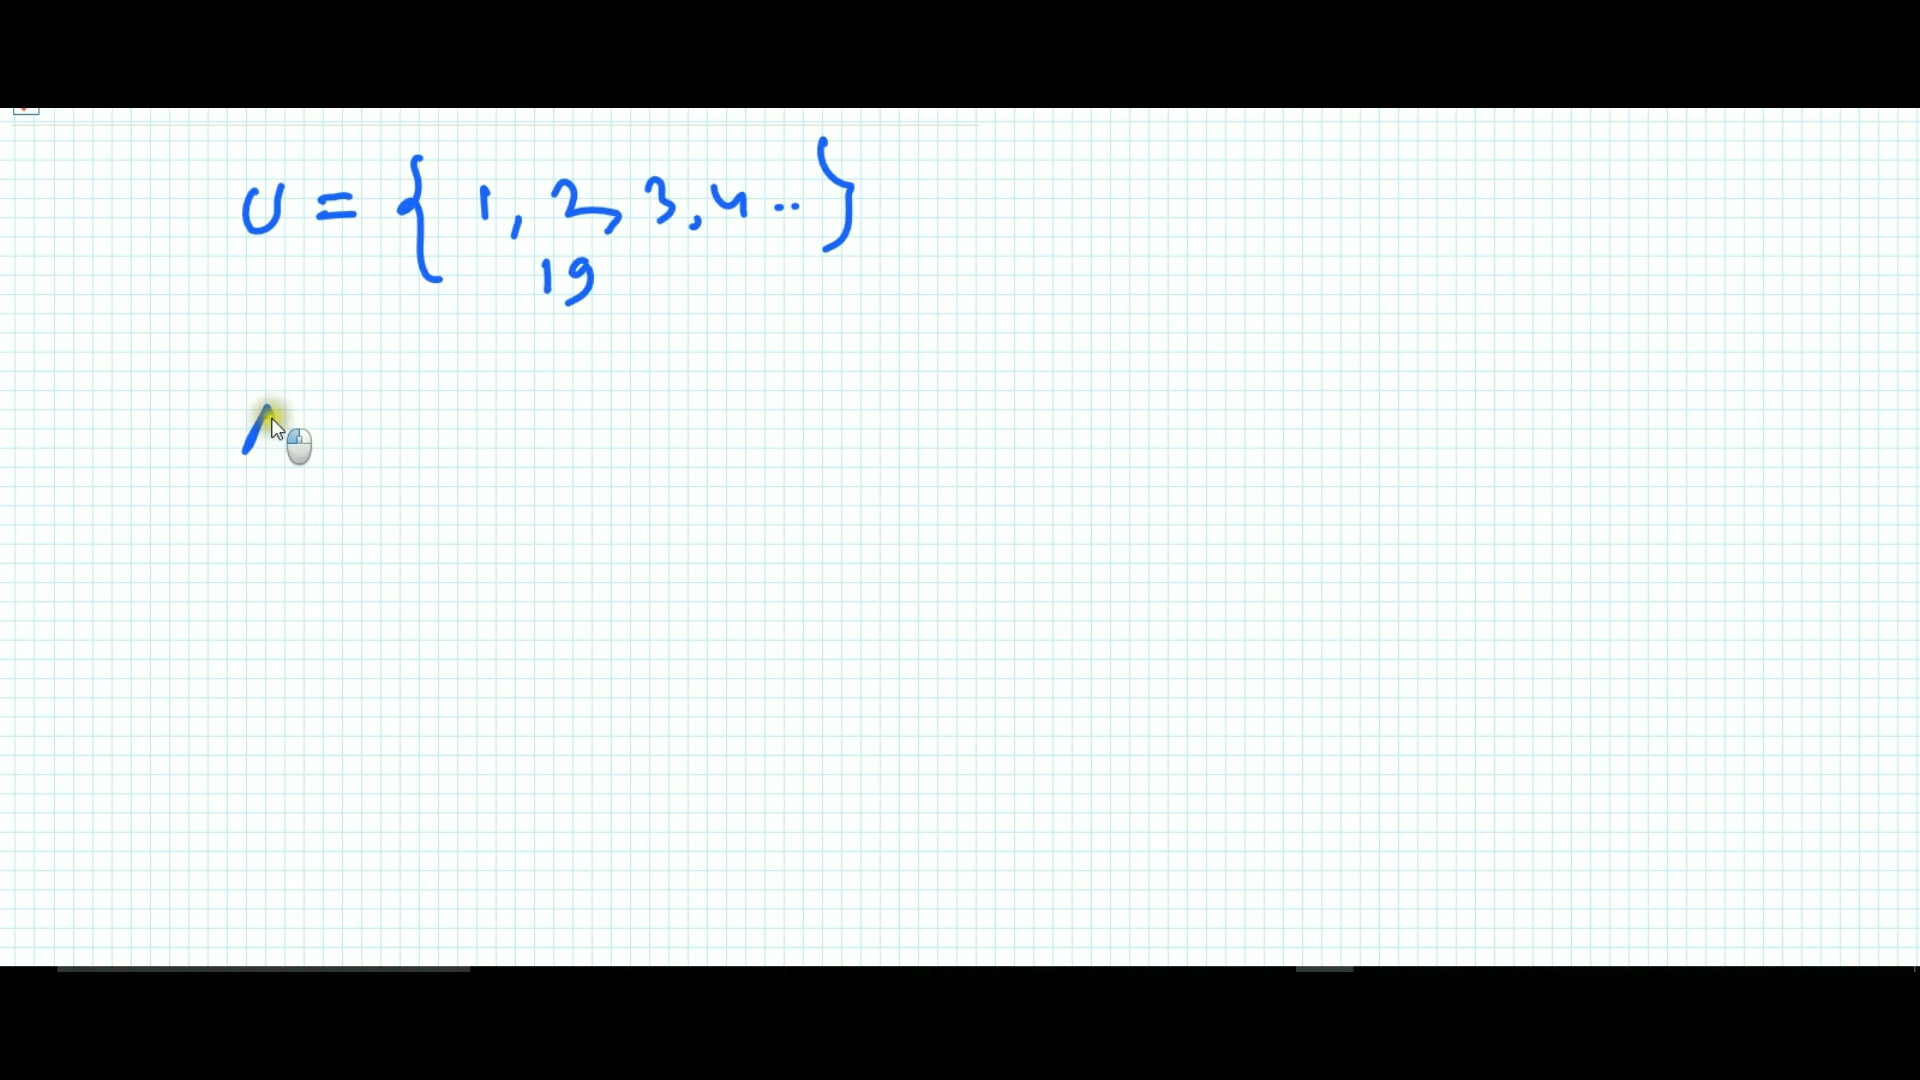 U = { 1, 2, 3, 4 .. }
19